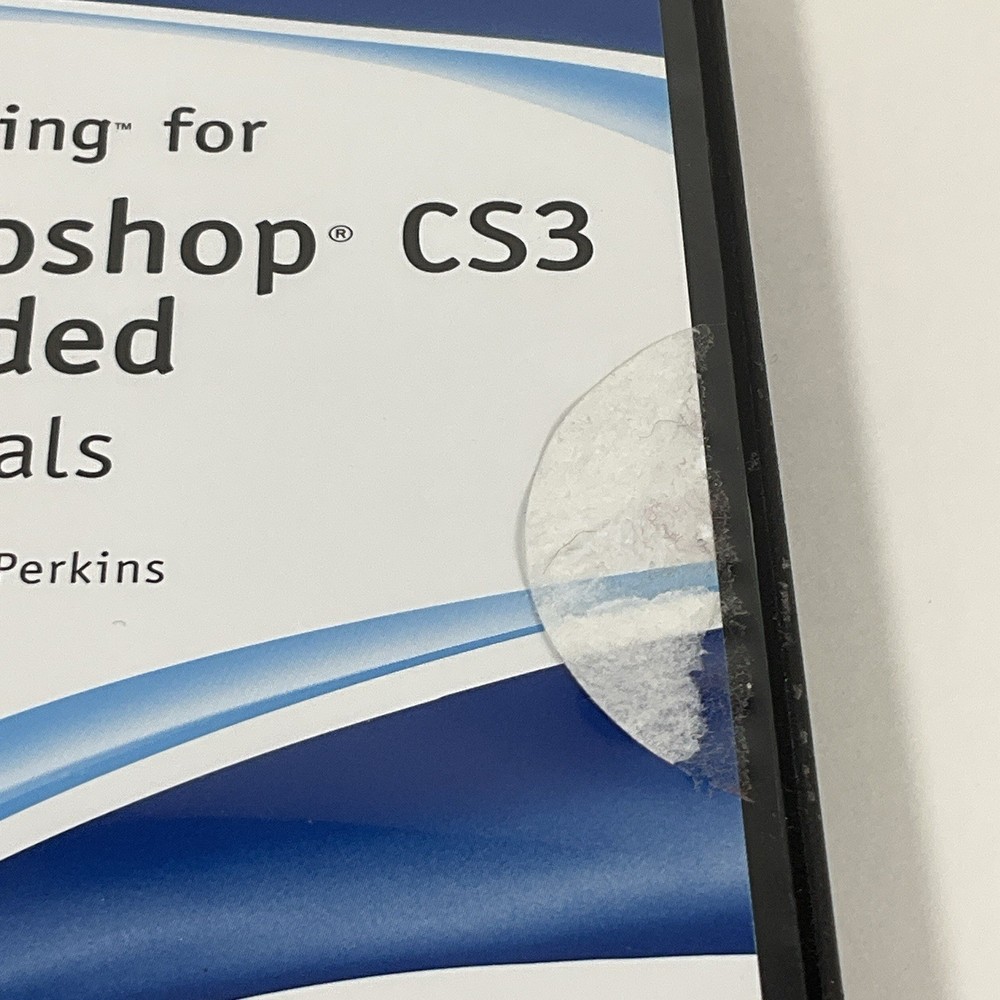 ing™ for
oshop® CS3
ded
als
Perkins